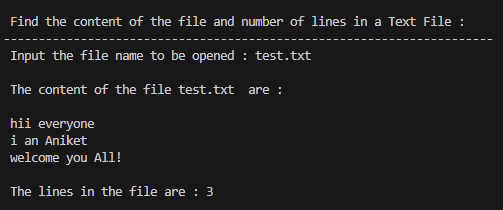 Find the content of the file and number of lines in a Text File :
------------------------------------------------------------------------
Input the file name to be opened : test.txt
The content of the file test.txt  are :
hii everyone
i an Aniket
welcome you All!
The lines in the file are : 3